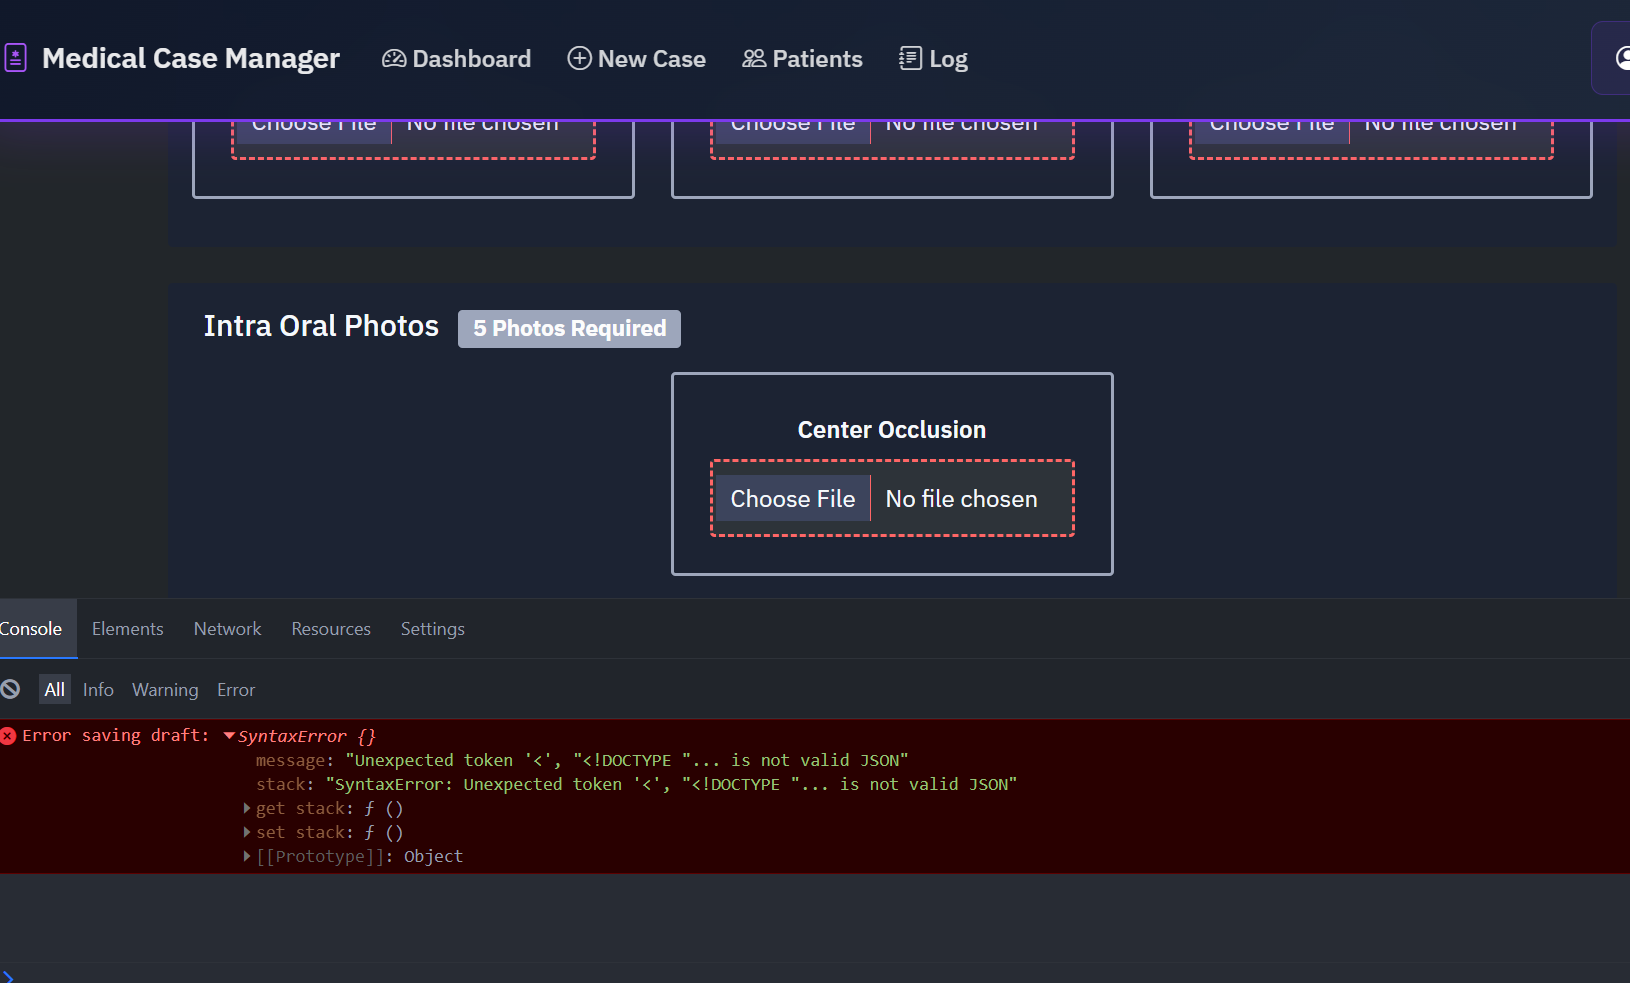 Medical Case Manager Dashboard New Case Patients Log
Choose File No file chosen Choose File No file chosen Choose File No file chosen
Intra Oral Photos 5 Photos Required
Center Occlusion
Choose File No file chosen
Console Elements Network Resources Settings
All Info Warning Error
Error saving draft: ▼SyntaxError {}
message: "Unexpected token '<', "<!DOCTYPE "... is not valid JSON"
stack: "SyntaxError: Unexpected token '<', "<!DOCTYPE "... is not valid JSON"
▶get stack: ƒ ()
▶set stack: ƒ ()
▶[[Prototype]]: Object